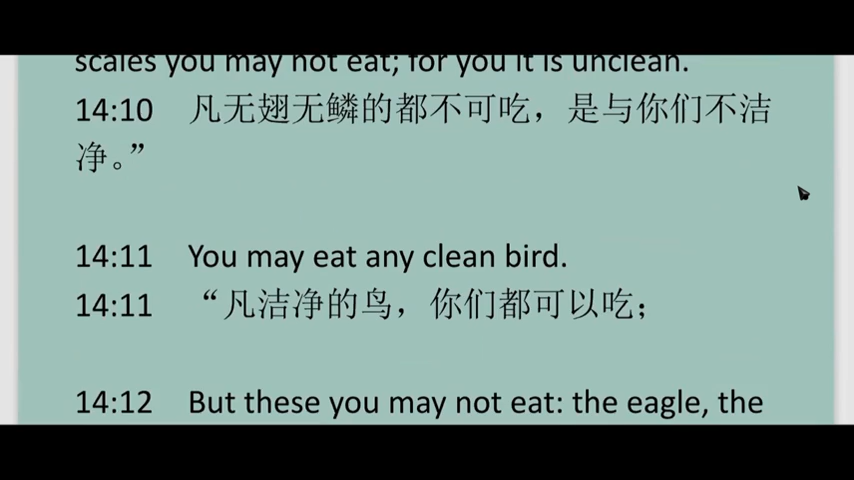 scales you may not eat; for you it is unclean.
14:10 凡无翅无鳞的都不可吃，是与你们不洁
净。”
14:11 You may eat any clean bird.
14:11 “凡洁净的鸟，你们都可以吃；
14:12 But these you may not eat: the eagle, the